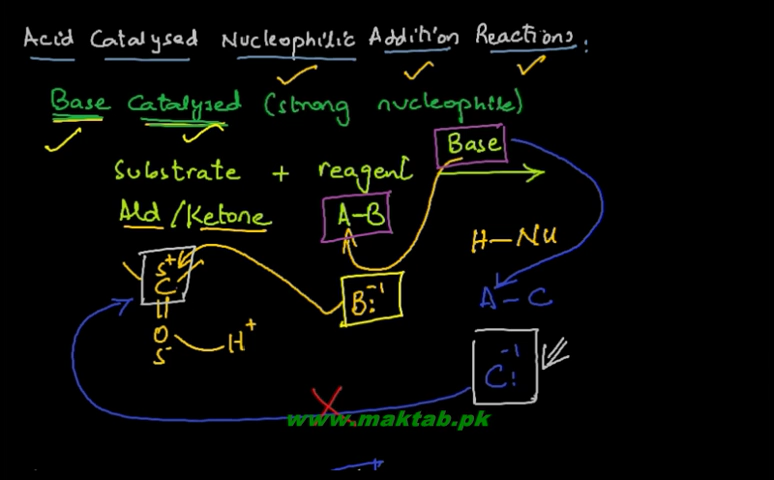 Acid Catalysed Nucleophilic Addition Reactions:
Base Catalysed (strong nucleophile)
substrate + reagent Base
Ald/Ketone A-B
H-Nu
S+
C
B:-1
A-C
O
S-
H+
C:-1
www.maktab.pk